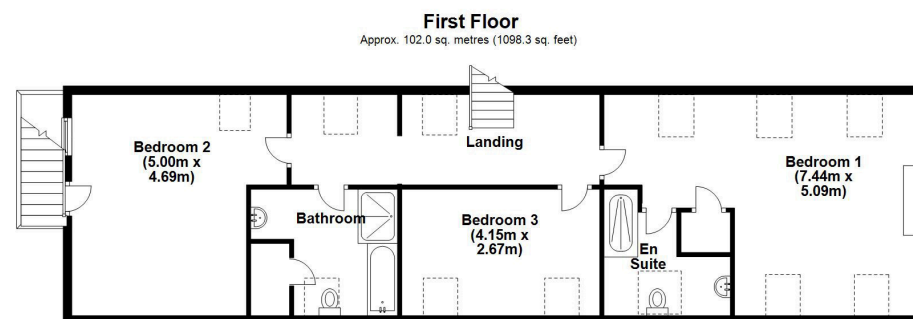 First Floor
Approx. 102.0 sq. metres (1098.3 sq. feet)
Bedroom 2
(5.00m x
4.69m)
Landing
Bedroom 1
(7.44m x
5.09m)
Bathroom
Bedroom 3
(4.15m x
2.67m)
En
Suite